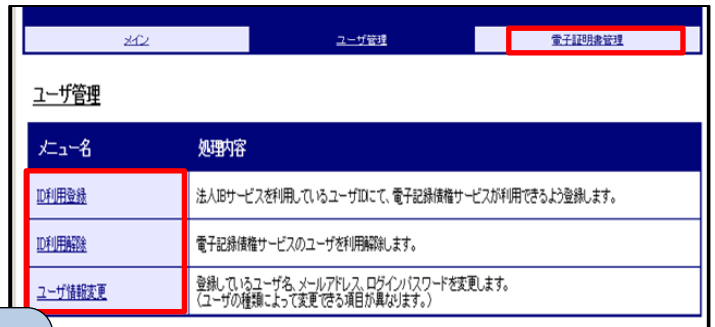 メイン ユーザ管理 電子証明書管理
ユーザ管理
メニュー名 処理内容
ID利用登録 法人IBサービスを利用しているユーザIDにて、電子記録債権サービスが利用できるよう登録します。
ID利用解除 電子記録債権サービスのユーザを利用解除します。
ユーザ情報変更 登録しているユーザ名、メールアドレス、ログインパスワードを変更します。
(ユーザの種類によって変更できる項目が異なります。)